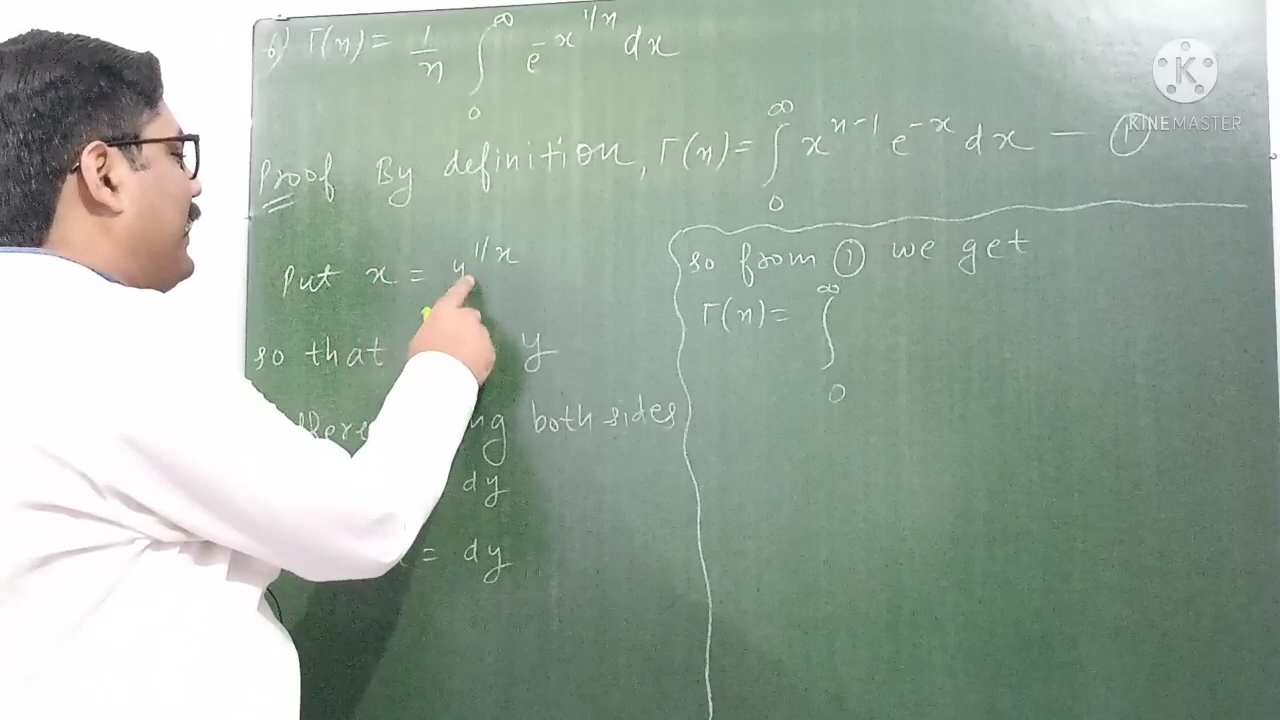 6) Γ(n) = 1/n ∫₀^∞ e^{-x^{1/n}} dx
Proof By definition, Γ(n) = ∫₀^∞ x^{n-1} e^{-x} dx — ①
Put x = y^{1/n}
so that y
both sides
dy
= dy
so from ① we get
Γ(n) = ∫₀^∞
K
KINEMASTER